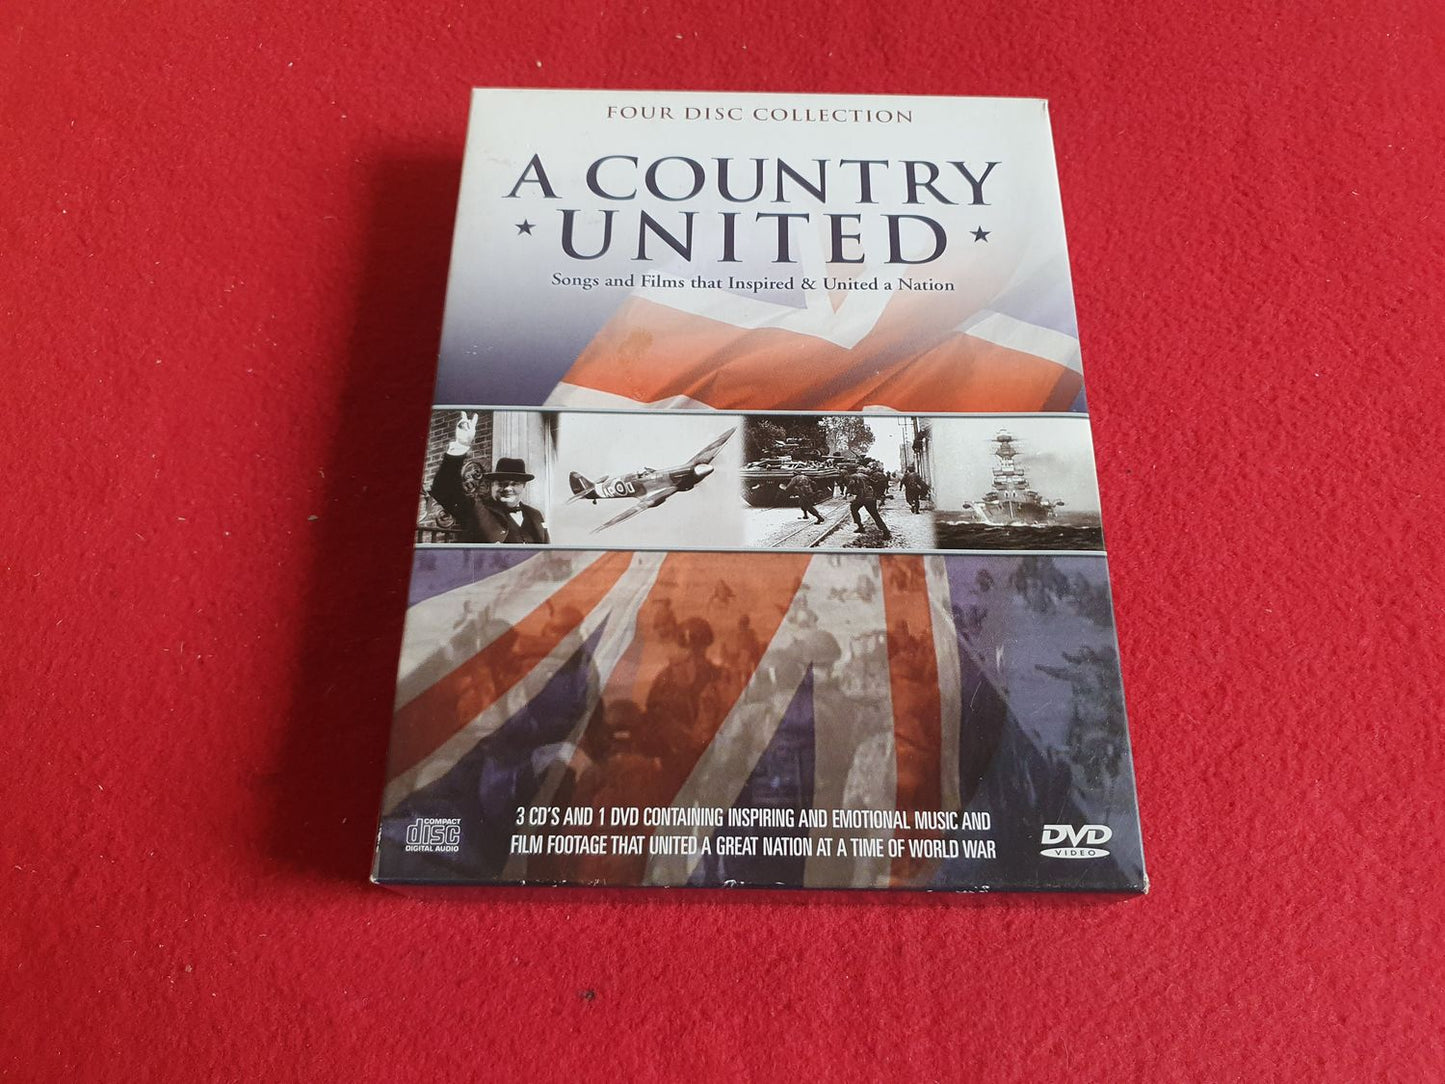 FOUR DISC COLLECTION
A COUNTRY
★ UNITED ★
Songs and Films that Inspired & United a Nation
3 CD'S AND 1 DVD CONTAINING INSPIRING AND EMOTIONAL MUSIC AND
FILM FOOTAGE THAT UNITED A GREAT NATION AT A TIME OF WORLD WAR
COMPACT
disc
DIGITAL AUDIO
DVD
VIDEO